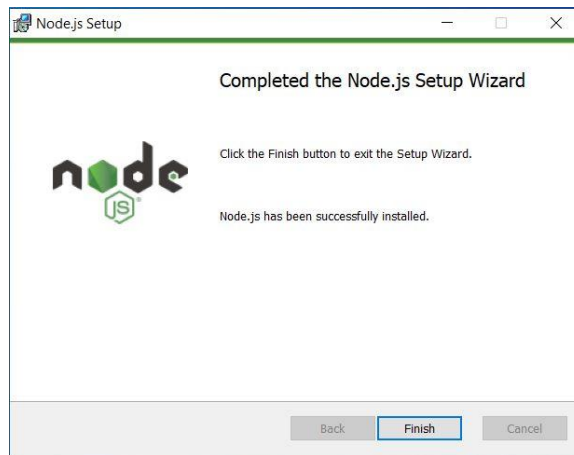 Node.js Setup
Completed the Node.js Setup Wizard
Click the Finish button to exit the Setup Wizard.
node
JS
Node.js has been successfully installed.
Back
Finish
Cancel